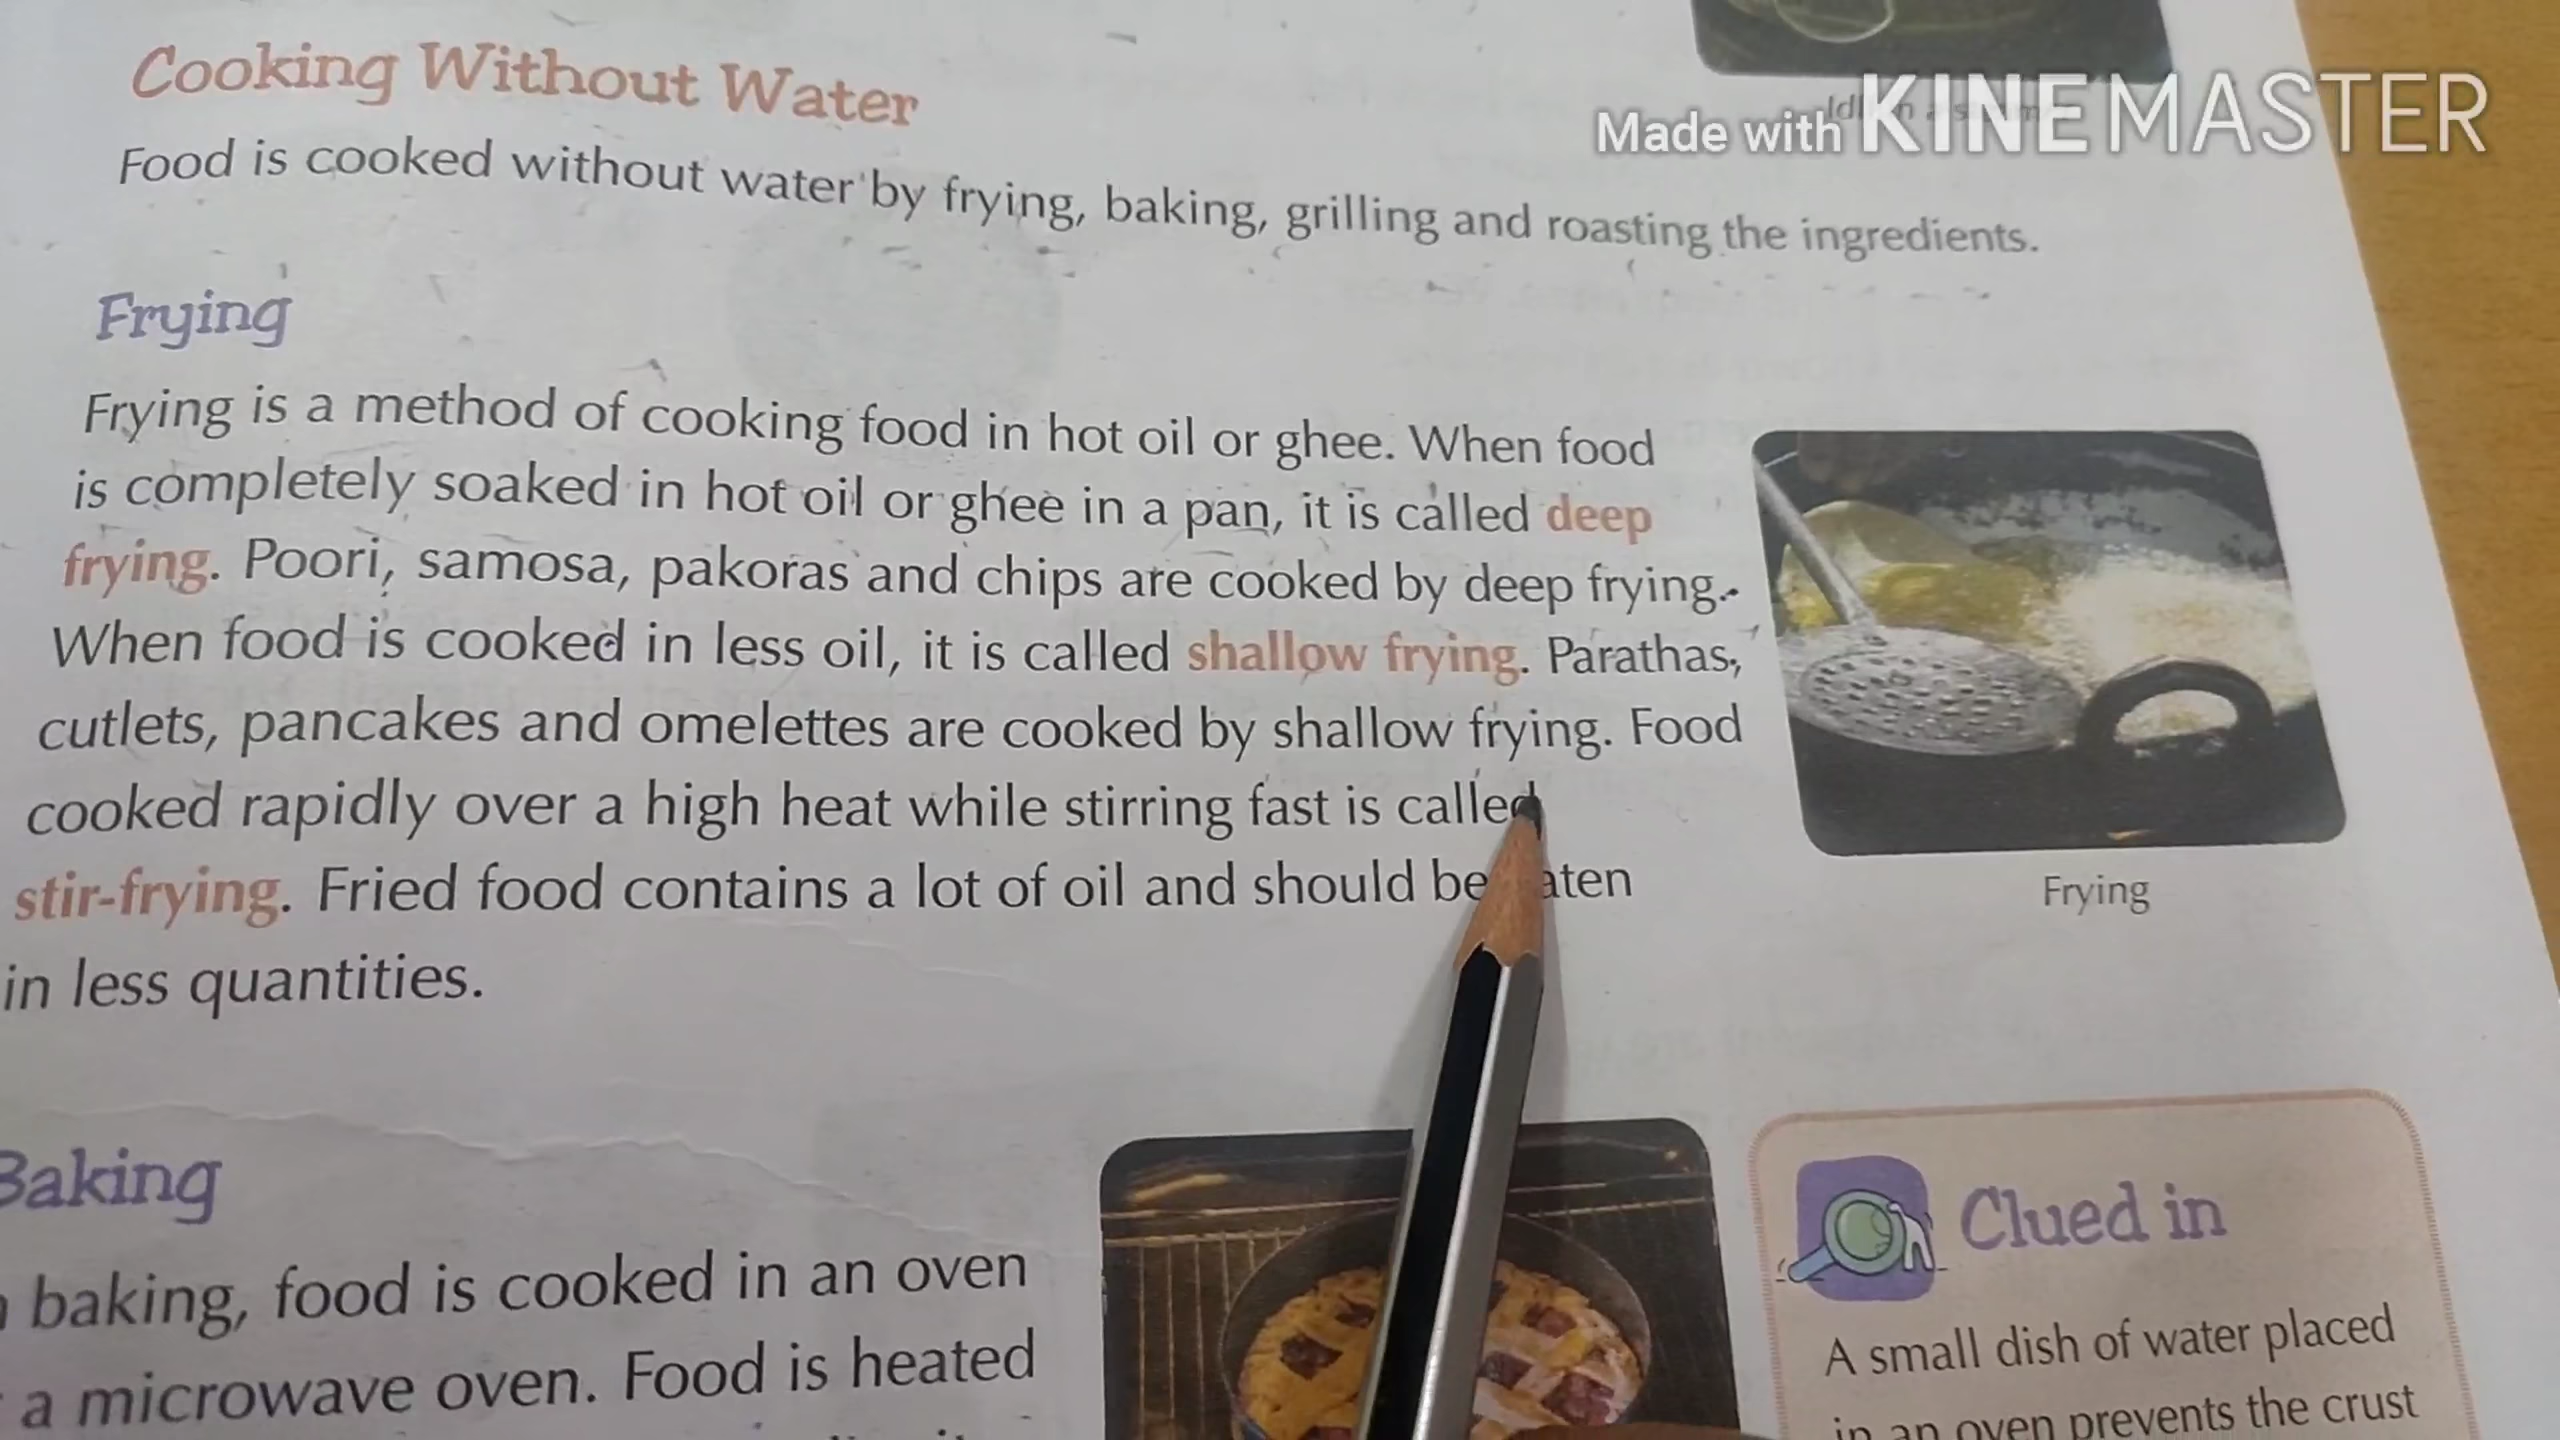 Made with KINEMASTER
Cooking Without Water
Food is cooked without water by frying, baking, grilling and roasting the ingredients.
Frying
Frying is a method of cooking food in hot oil or ghee. When food
is completely soaked in hot oil or ghee in a pan, it is called deep
frying. Poori, samosa, pakoras and chips are cooked by deep frying.
When food is cooked in less oil, it is called shallow frying. Parathas,
cutlets, pancakes and omelettes are cooked by shallow frying. Food
cooked rapidly over a high heat while stirring fast is called
stir-frying. Fried food contains a lot of oil and should be eaten
in less quantities.
Frying
Baking
baking, food is cooked in an oven
a microwave oven. Food is heated
Clued in
A small dish of water placed
in an oven prevents the crust